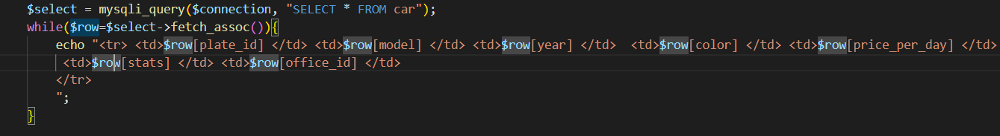 $select = mysqli_query($connection, "SELECT * FROM car");
while($row=$select->fetch_assoc()){
echo "<tr> <td>$row[plate_id] </td> <td>$row[model] </td> <td>$row[year] </td>  <td>$row[color] </td> <td>$row[price_per_day] </td>
<td>$row[stats] </td> <td>$row[office_id] </td>
</tr>
";
}